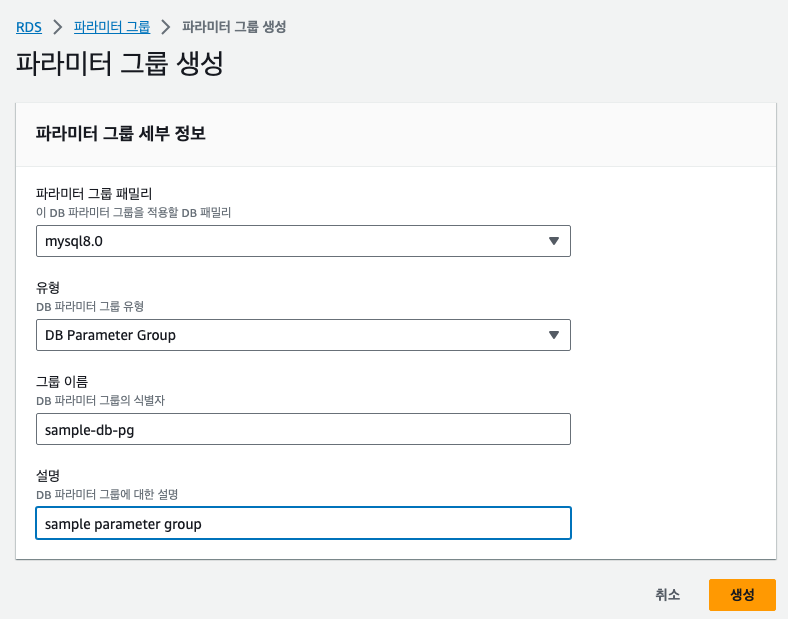 RDS > 파라미터 그룹 > 파라미터 그룹 생성
파라미터 그룹 생성
파라미터 그룹 세부 정보
파라미터 그룹 패밀리
이 DB 파라미터 그룹을 적용할 DB 패밀리
mysql8.0
유형
DB 파라미터 그룹 유형
DB Parameter Group
그룹 이름
DB 파라미터 그룹의 식별자
sample-db-pg
설명
DB 파라미터 그룹에 대한 설명
sample parameter group
취소 생성